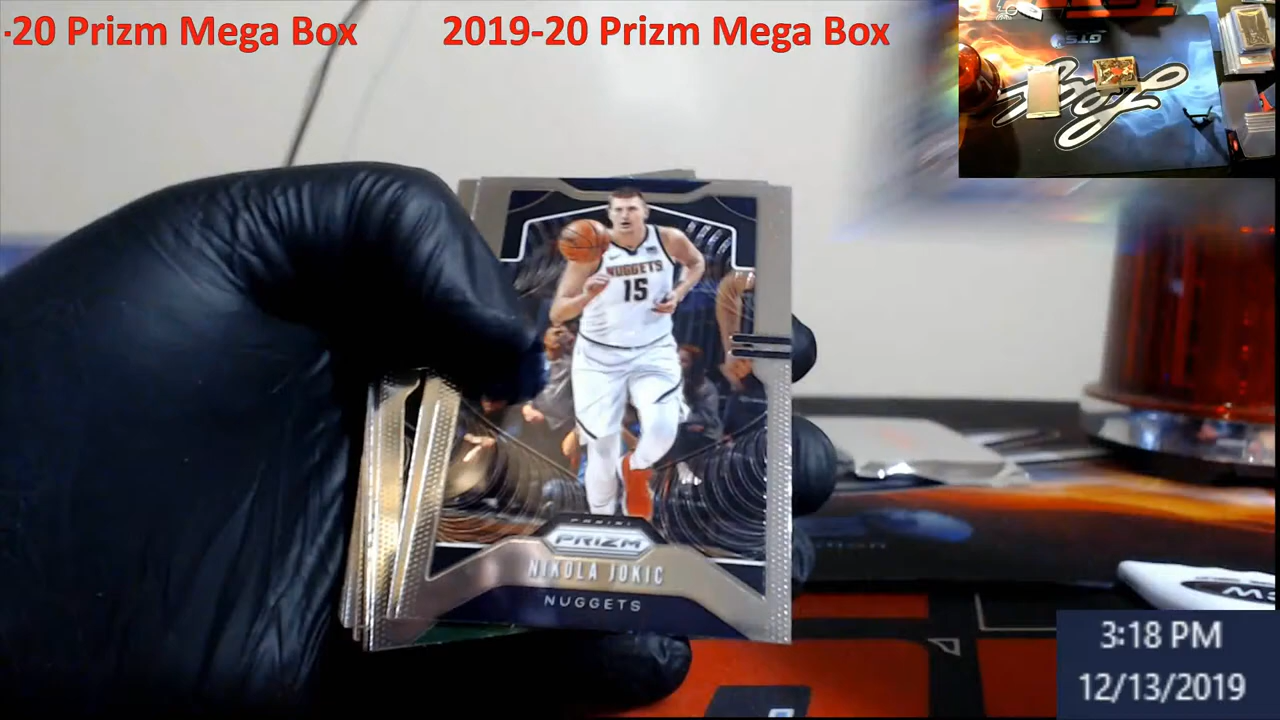 -20 Prizm Mega Box
2019-20 Prizm Mega Box
GTS
NUGGETS
15
PANINI
PRIZM
NIKOLA JOKIC
NUGGETS
3:18 PM
12/13/2019